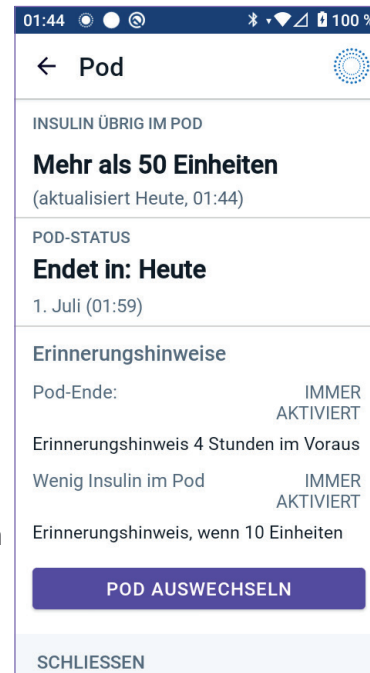 01:44 100 %
Pod
INSULIN ÜBRIG IM POD
Mehr als 50 Einheiten
(aktualisiert Heute, 01:44)
POD-STATUS
Endet in: Heute
1. Juli (01:59)
Erinnerungshinweise
Pod-Ende: IMMER
AKTIVIERT
Erinnerungshinweis 4 Stunden im Voraus
Wenig Insulin im Pod IMMER
AKTIVIERT
Erinnerungshinweis, wenn 10 Einheiten
POD AUSWECHSELN
SCHLIESSEN